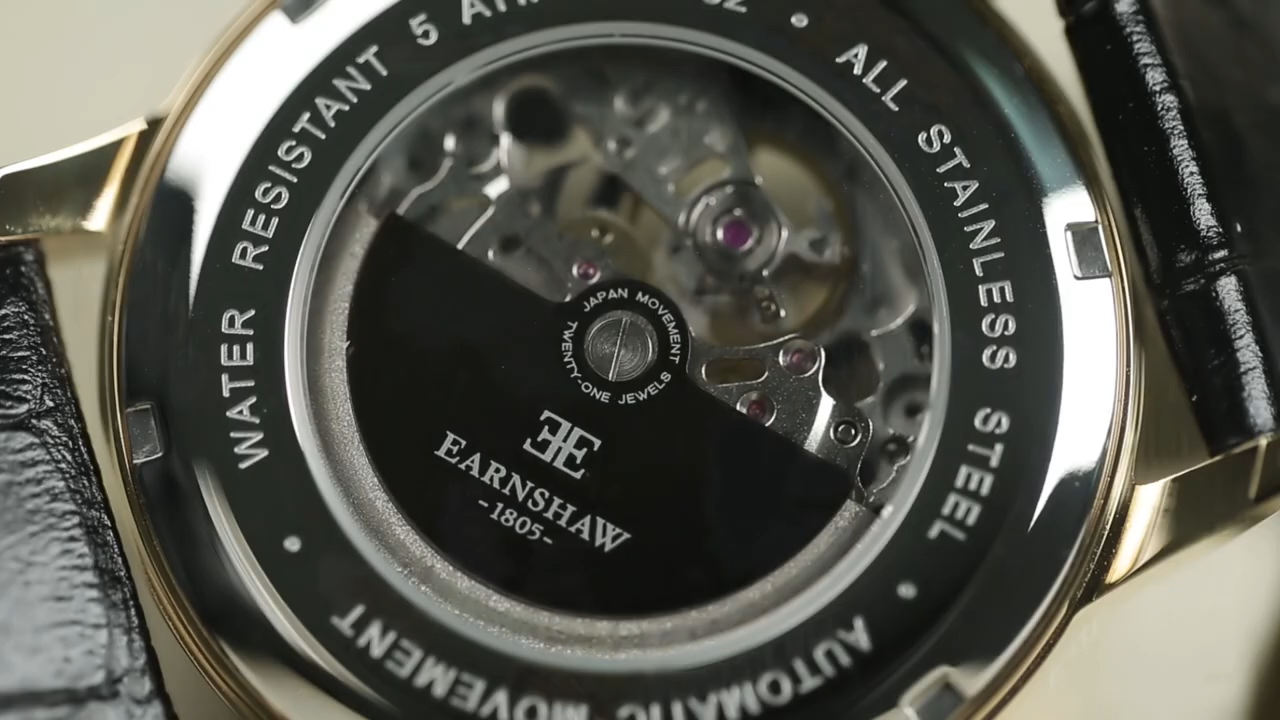 WATER RESISTANT 5
ALL STAINLESS STEEL
AUTOMATIC MOVEMENT
JAPAN MOVEMENT
TWENTY-ONE JEWELS
EARNSHAW
-1805-